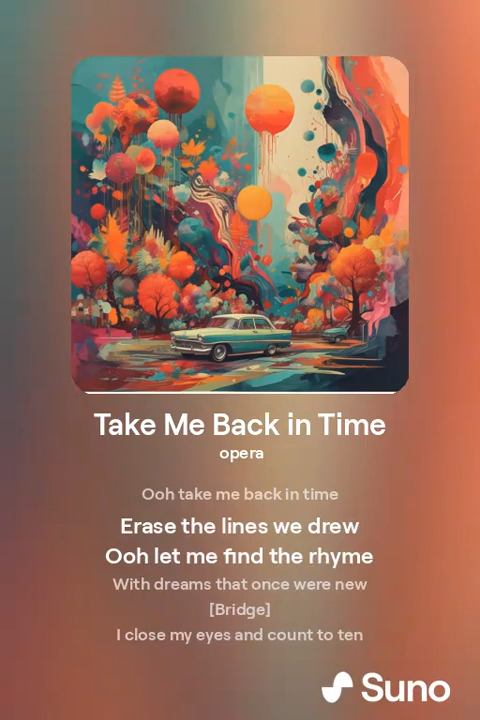 Take Me Back in Time
opera
Ooh take me back in time
Erase the lines we drew
Ooh let me find the rhyme
With dreams that once were new
[Bridge]
I close my eyes and count to ten
Suno